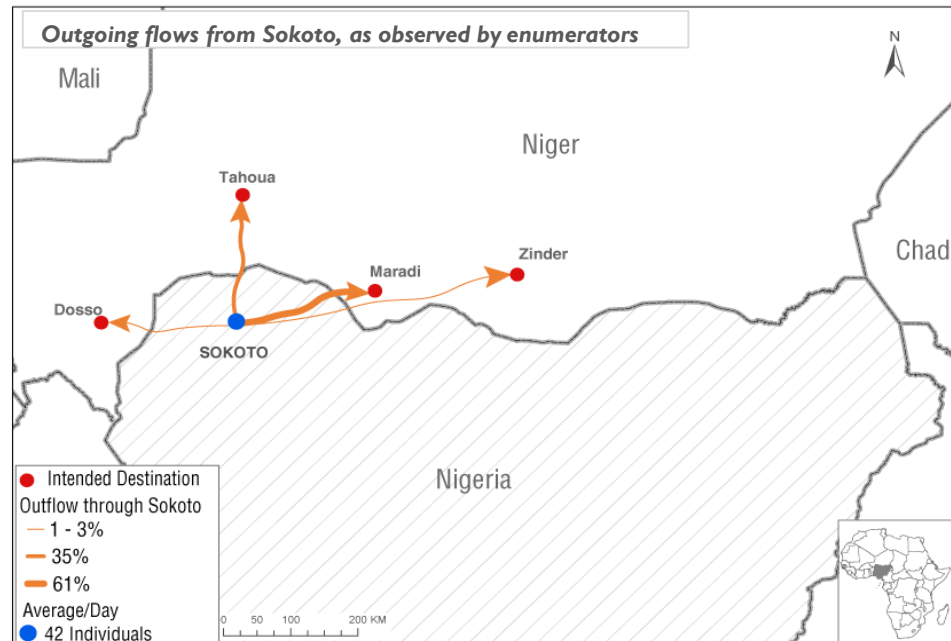 Outgoing flows from Sokoto, as observed by enumerators
N
Mali
Niger
Tahoua
Zinder
Chad
Maradi
Dosso
SOKOTO
Nigeria
Intended Destination
Outflow through Sokoto
1 - 3%
35%
61%
Average/Day
42 Individuals
0 50 100 200 KM